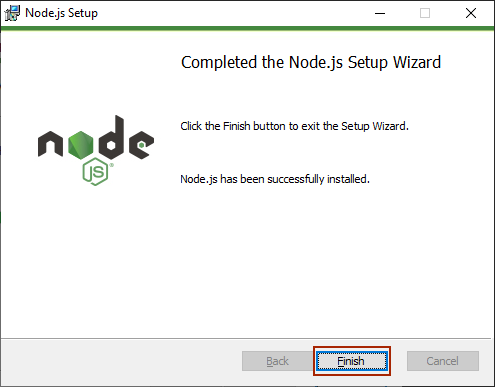 Node.js Setup
Completed the Node.js Setup Wizard
Click the Finish button to exit the Setup Wizard.
node
JS
Node.js has been successfully installed.
Back Finish Cancel